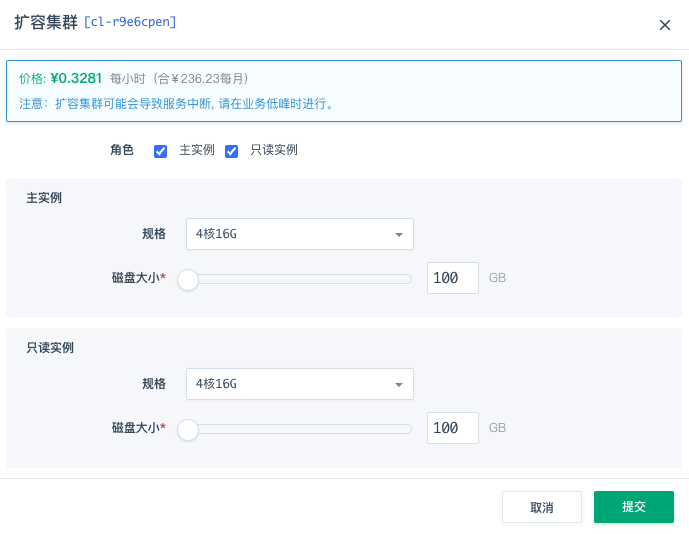 扩容集群 [cl-r9e6cpen]
价格: ¥0.3281 每小时 (合¥236.23每月)
注意：扩容集群可能会导致服务中断, 请在业务低峰时进行。
角色 主实例 只读实例
主实例
规格 4核16G
磁盘大小* 100 GB
只读实例
规格 4核16G
磁盘大小* 100 GB
取消 提交